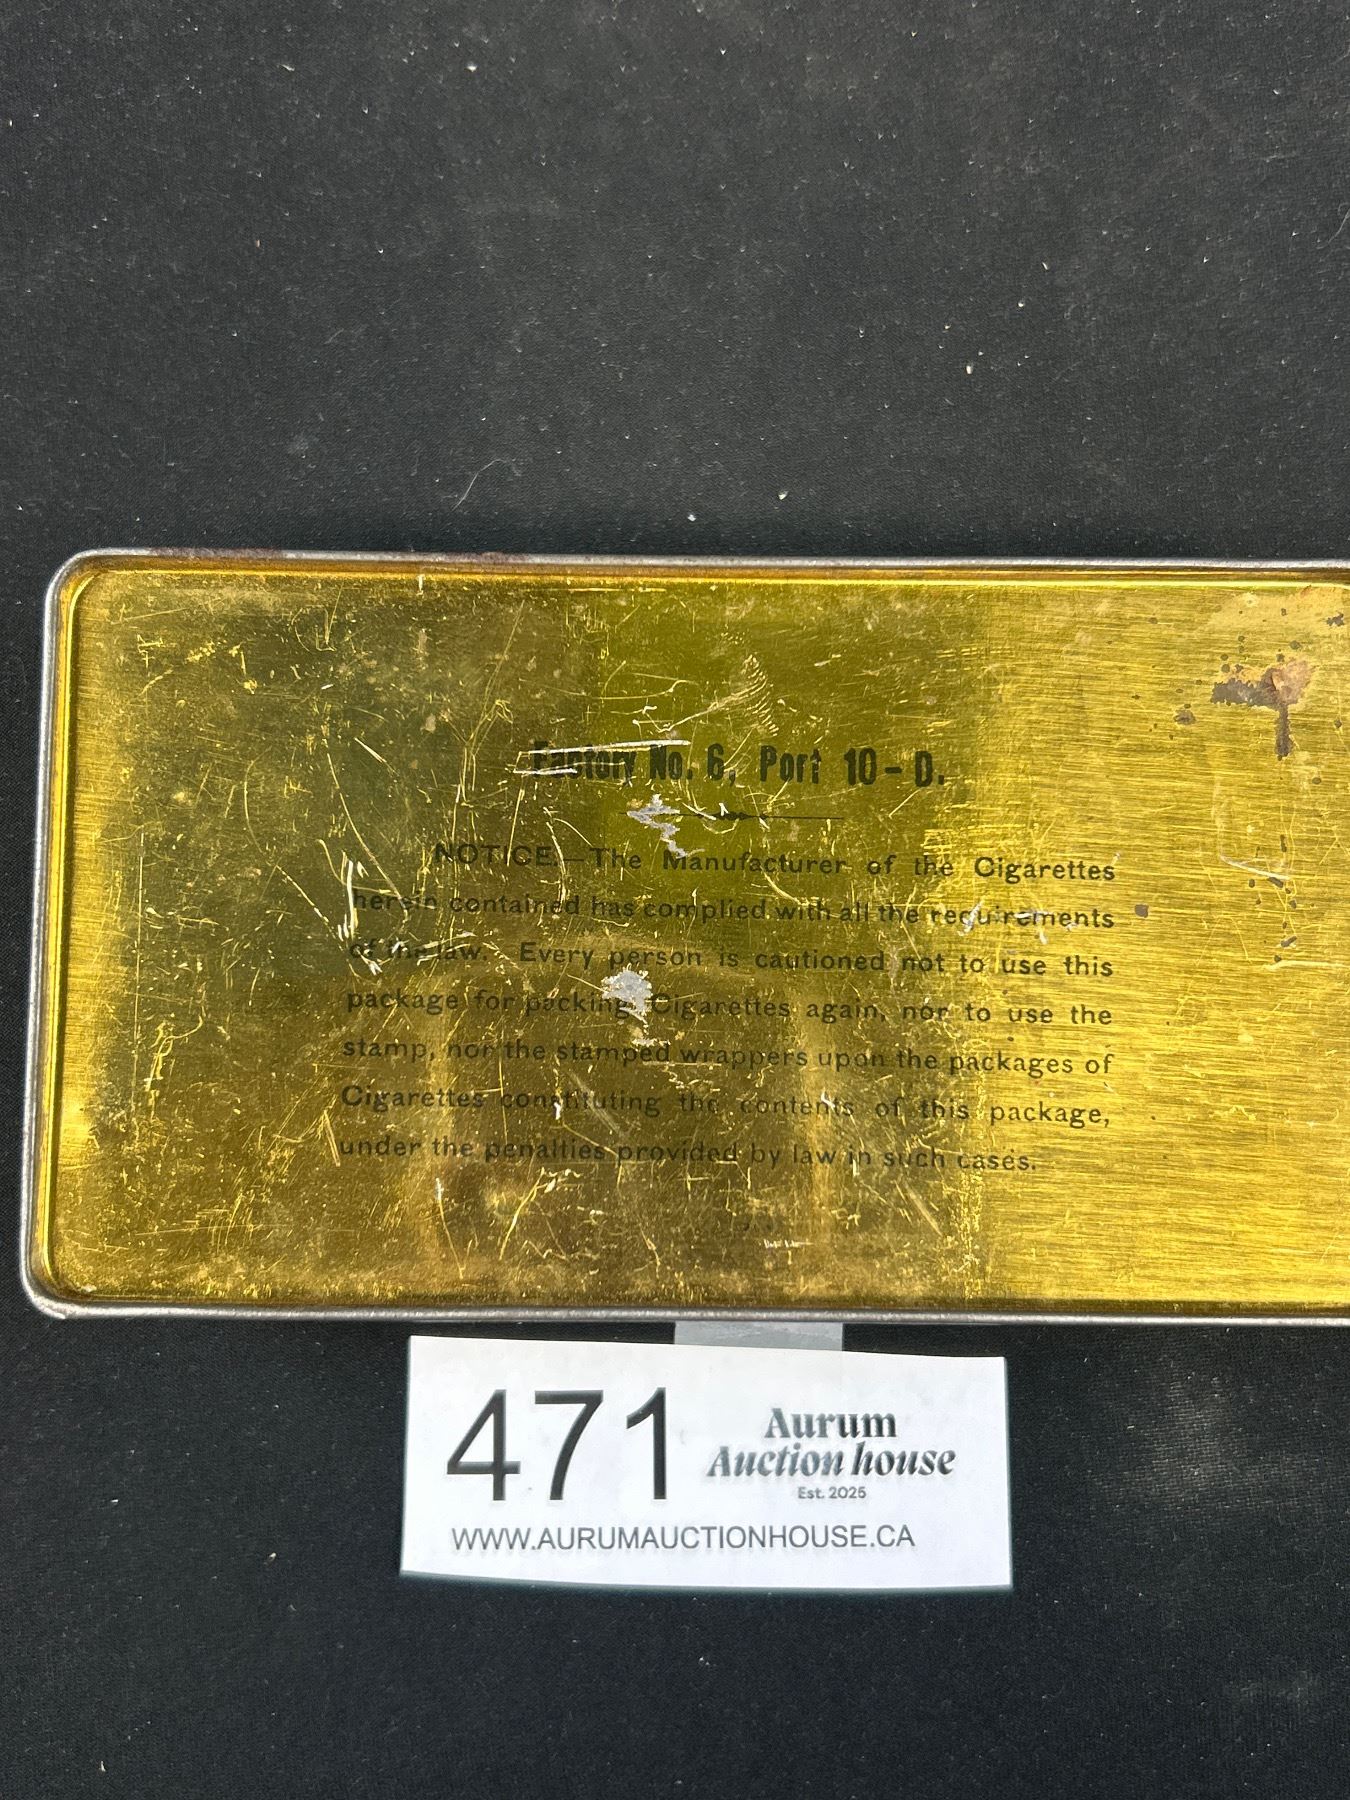 Factory No. 6, Port 10-D.
NOTICE.—The Manufacturer of the Cigarettes
herein contained has complied with all the requirements
of the law. Every person is cautioned not to use this
package for packing Cigarettes again, nor to use the
stamp, nor the stamped wrappers upon the packages of
Cigarettes constituting the contents of this package,
under the penalties provided by law in such cases.
471
Aurum
Auction house
Est. 2025
WWW.AURUMAUCTIONHOUSE.CA